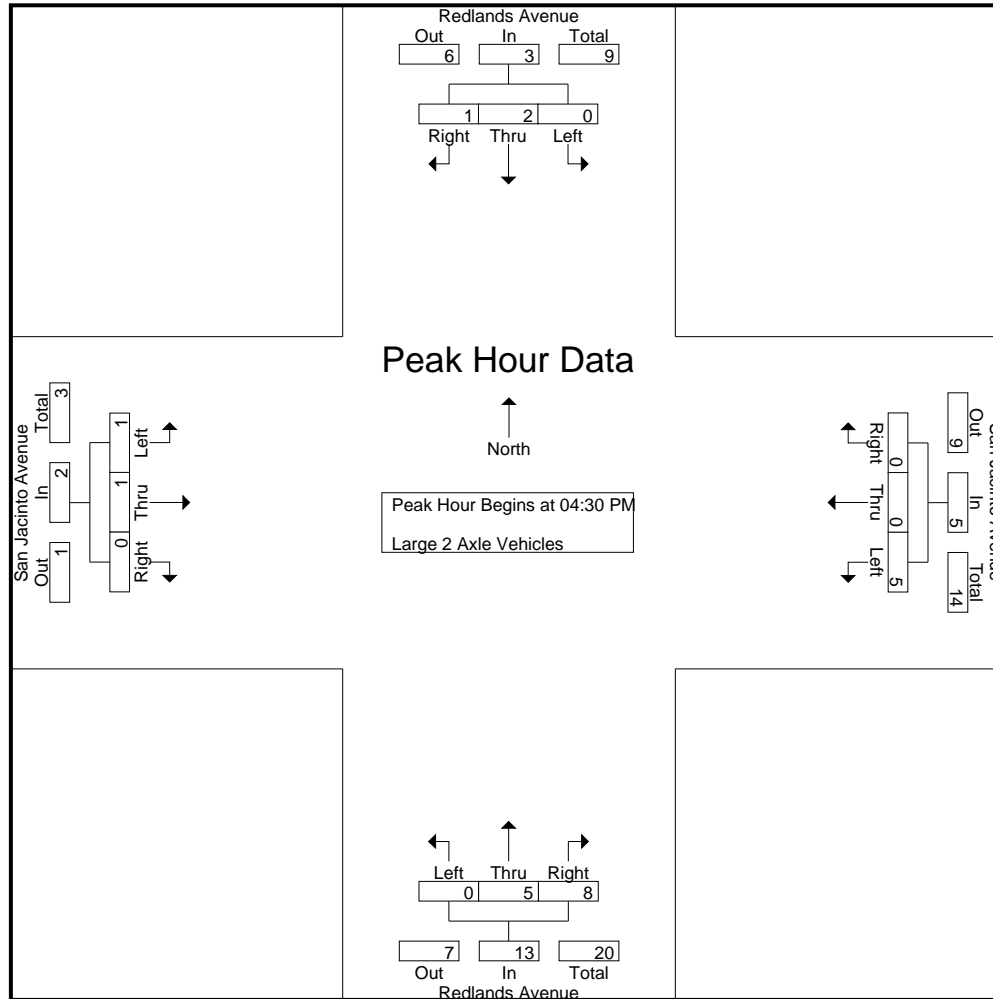 Redlands Avenue
Out In Total
6 3 9
1 2 0
Right Thru Left
Peak Hour Data
North
Peak Hour Begins at 04:30 PM
Large 2 Axle Vehicles
San Jacinto Avenue
Total In Out
3 2 1
1 1 0
Left Thru Right
Out In Total
9 5 14
0 0 5
Right Thru Left
Left Thru Right
0 5 8
7 13 20
Out In Total
Redlands Avenue